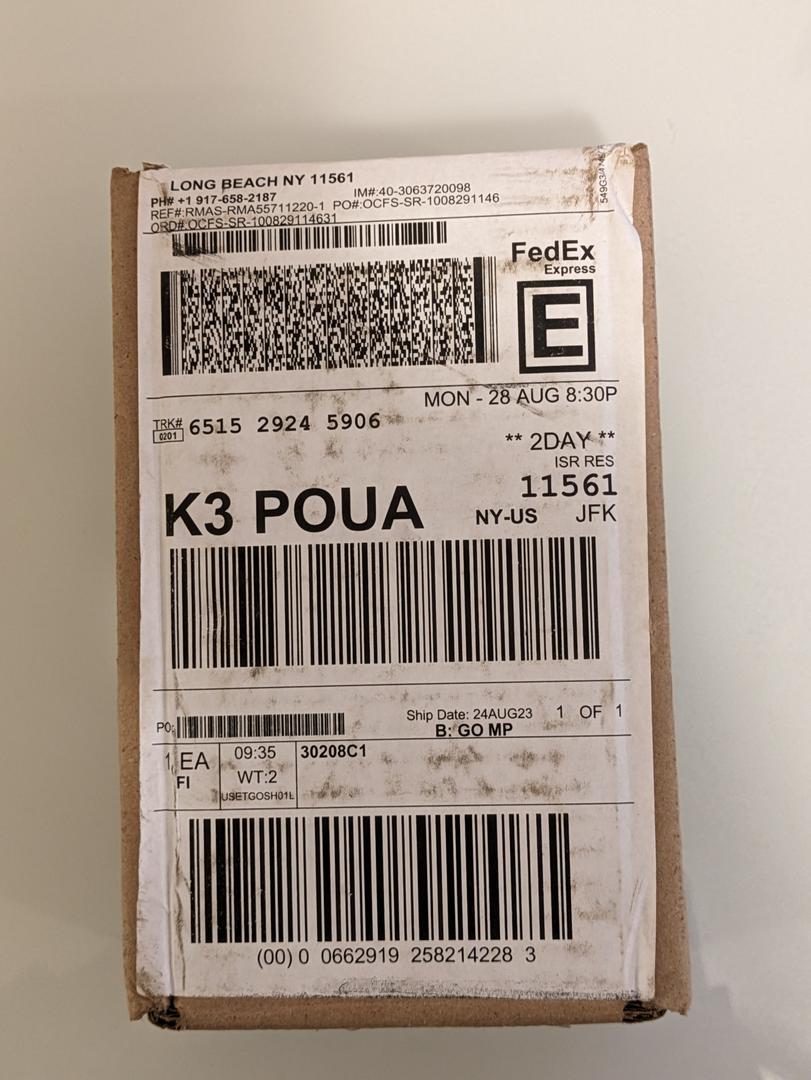 LONG BEACH NY 11561
PH# +1 917-658-2187 IM#:40-3063720098
REF#:RMAS-RMA55711220-1 PO#:OCFS-SR-1008291146
ORD#:OCFS-SR-100829114631
FedEx
Express
E
MON - 28 AUG 8:30P
TRK# 6515 2924 5906
0201
** 2DAY **
ISR RES
11561
K3 POUA NY-US JFK
Ship Date: 24AUG23 1 OF 1
PO:
B: GO MP
1 EA 09:35 30208C1
FI WT:2
USETGOSH01L
(00) 0 0662919 258214228 3